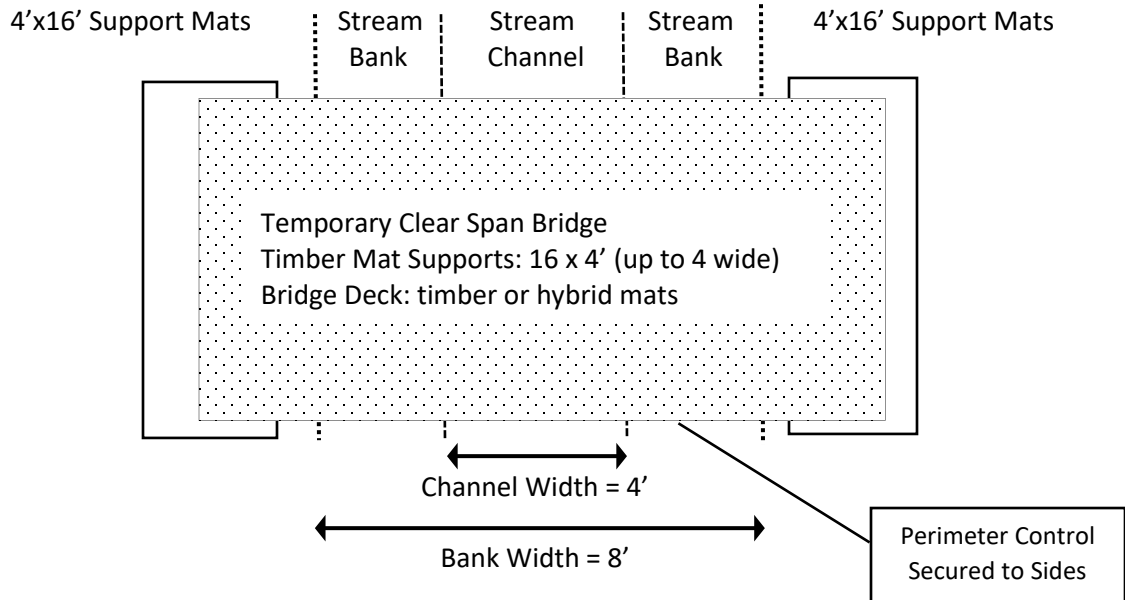 4’x16’ Support Mats
Stream
Bank
Stream
Channel
Stream
Bank
4’x16’ Support Mats
Temporary Clear Span Bridge
Timber Mat Supports: 16 x 4’ (up to 4 wide)
Bridge Deck: timber or hybrid mats
Channel Width = 4’
Bank Width = 8’
Perimeter Control
Secured to Sides